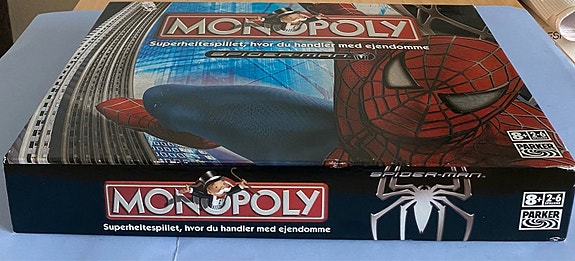 MONOPOLY
Superheltespillet, hvor du handler med ejendomme
SPIDER-MAN
8+ 2-6
PARKER
MONOPOLY
Superheltespillet, hvor du handler med ejendomme
SPIDER-MAN
8+ 2-6
PARKER